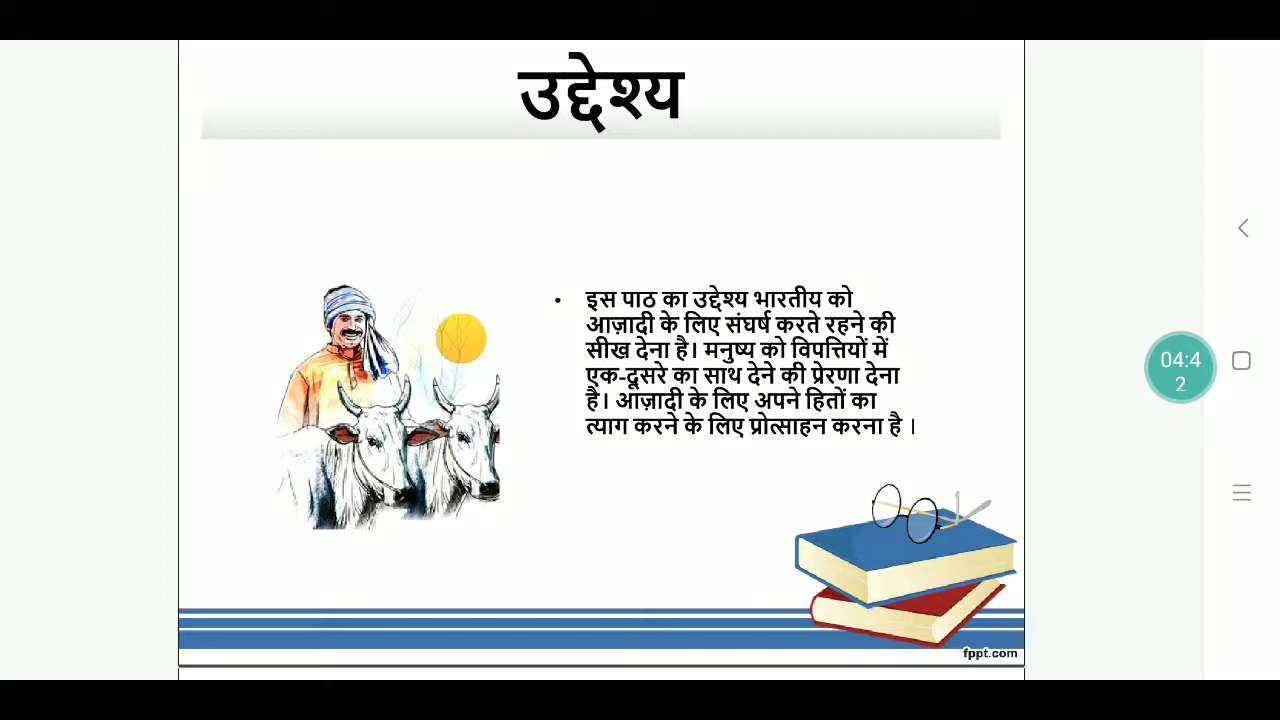 उद्देश्य
• इस पाठ का उद्देश्य भारतीय को
आज़ादी के लिए संघर्ष करते रहने की
सीख देना है। मनुष्य को विपत्तियों में
एक-दूसरे का साथ देने की प्रेरणा देना
है। आज़ादी के लिए अपने हितों का
त्याग करने के लिए प्रोत्साहन करना है ।
04:4
2
fppt.com